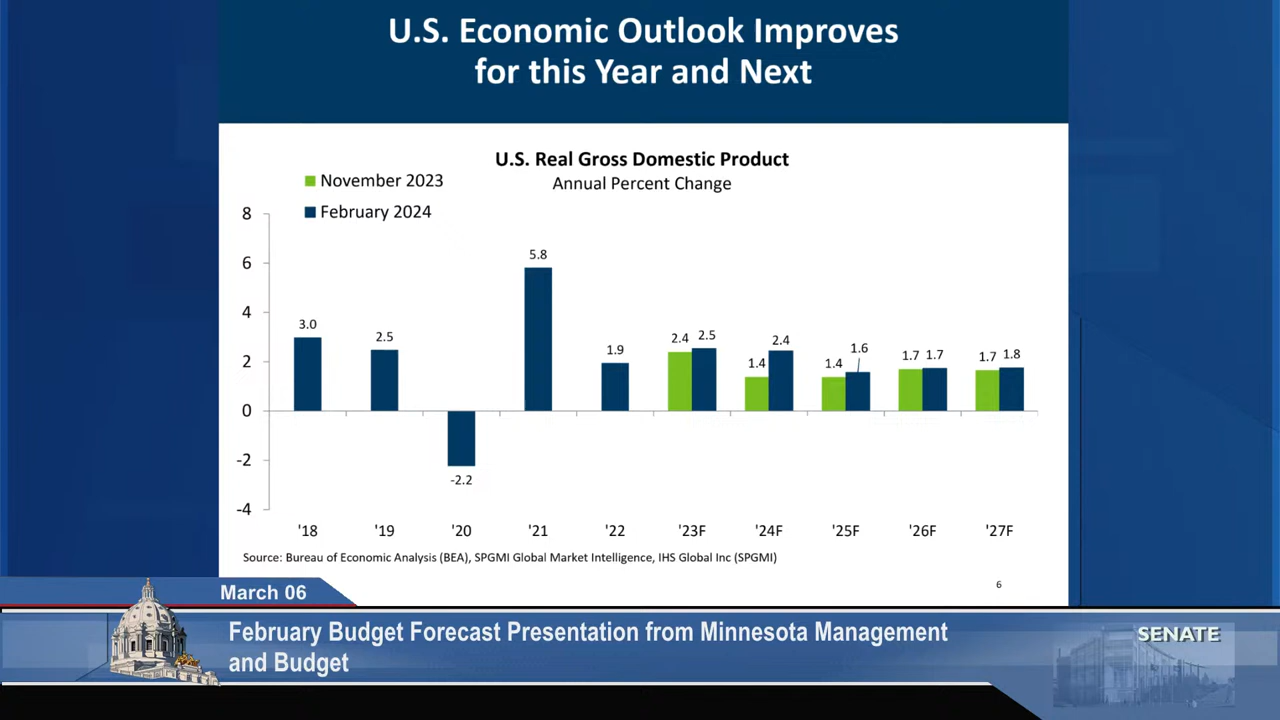 U.S. Economic Outlook Improves
for this Year and Next
U.S. Real Gross Domestic Product
Annual Percent Change
November 2023
February 2024
8
6
4
2
0
-2
-4
3.0
2.5
-2.2
5.8
1.9
2.4 2.5
1.4 2.4
1.4 1.6
1.7 1.7
1.7 1.8
'18 '19 '20 '21 '22 '23F '24F '25F '26F '27F
Source: Bureau of Economic Analysis (BEA), SPGMI Global Market Intelligence, IHS Global Inc (SPGMI)
6
March 06
February Budget Forecast Presentation from Minnesota Management
and Budget
SENATE